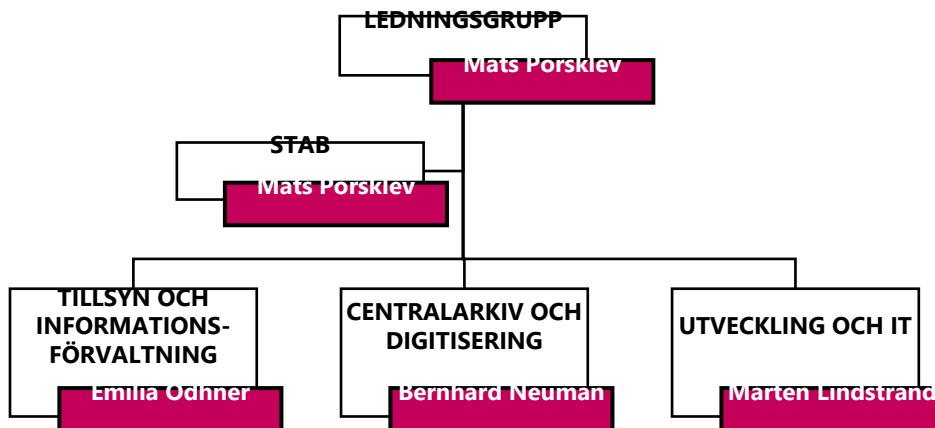 LEDNINGSGRUPP
Mats Porsklev
STAB
Mats Porsklev
TILLSYN OCH
INFORMATIONS-
FÖRVALTNING
Emilia Odhner
CENTRALARKIV OCH
DIGITISERING
Bernhard Neuman
UTVECKLING OCH IT
Mårten Lindstrand